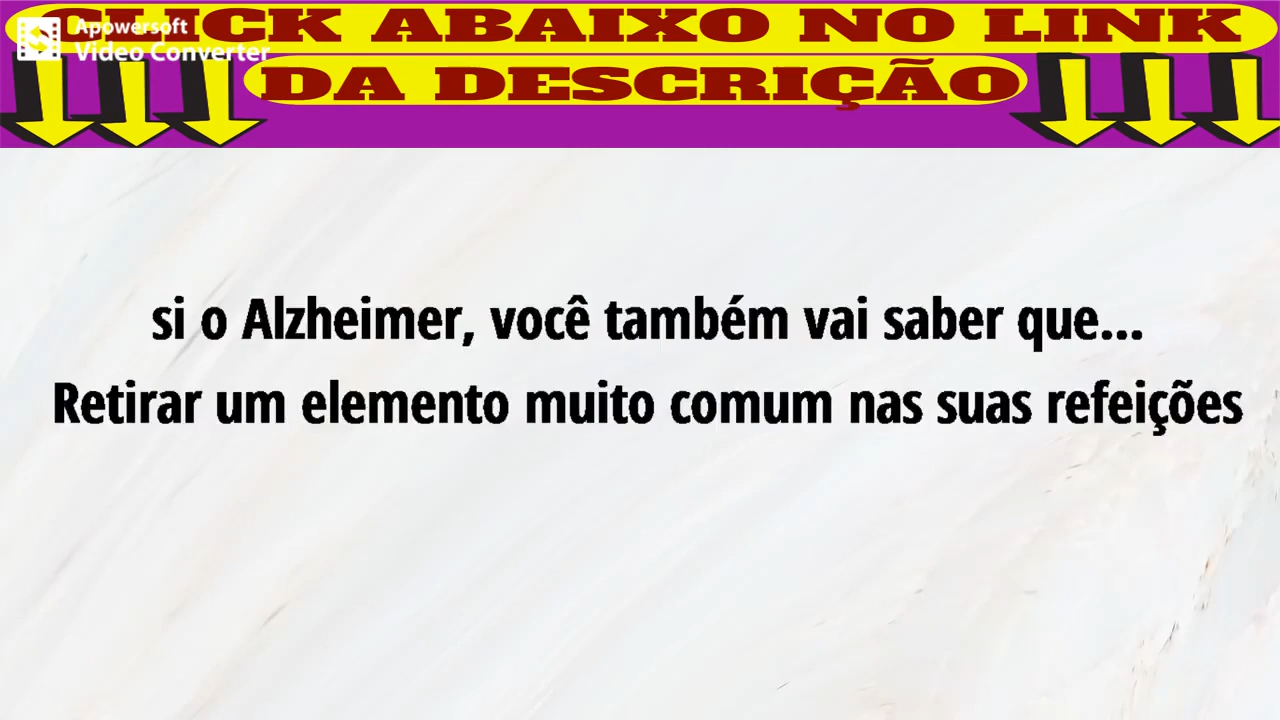 CLICK ABAIXO NO LINK
Apowersoft
Video Converter
DA DESCRIÇÃO
si o Alzheimer, você também vai saber que...
Retirar um elemento muito comum nas suas refeições